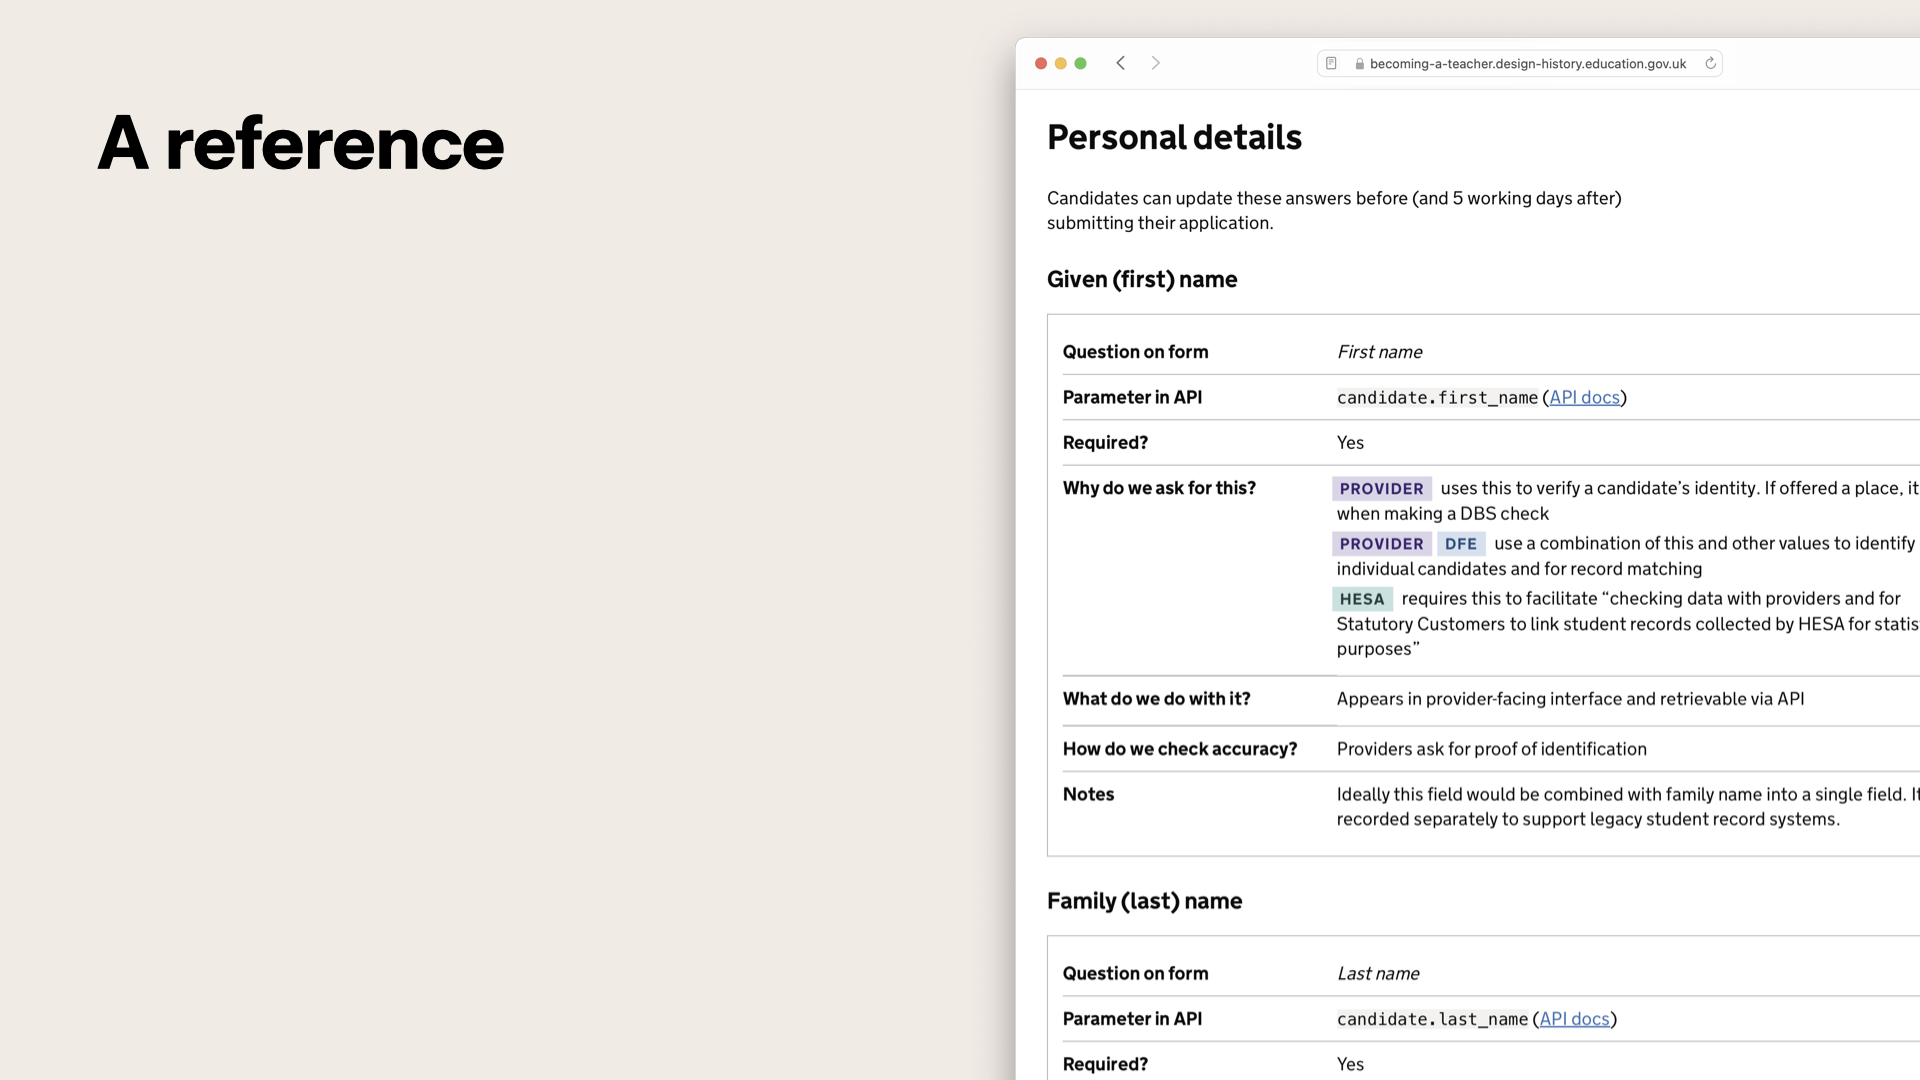 A reference
becoming-a-teacher.design-history.education.gov.uk
Personal details
Candidates can update these answers before (and 5 working days after)
submitting their application.
Given (first) name
Question on form First name
Parameter in API candidate.first_name (API docs)
Required? Yes
Why do we ask for this? PROVIDER uses this to verify a candidate’s identity. If offered a place, it
when making a DBS check
PROVIDER DFE use a combination of this and other values to identify
individual candidates and for record matching
HESA requires this to facilitate “checking data with providers and for
Statutory Customers to link student records collected by HESA for statis
purposes”
What do we do with it? Appears in provider-facing interface and retrievable via API
How do we check accuracy? Providers ask for proof of identification
Notes Ideally this field would be combined with family name into a single field. It
recorded separately to support legacy student record systems.
Family (last) name
Question on form Last name
Parameter in API candidate.last_name (API docs)
Required? Yes